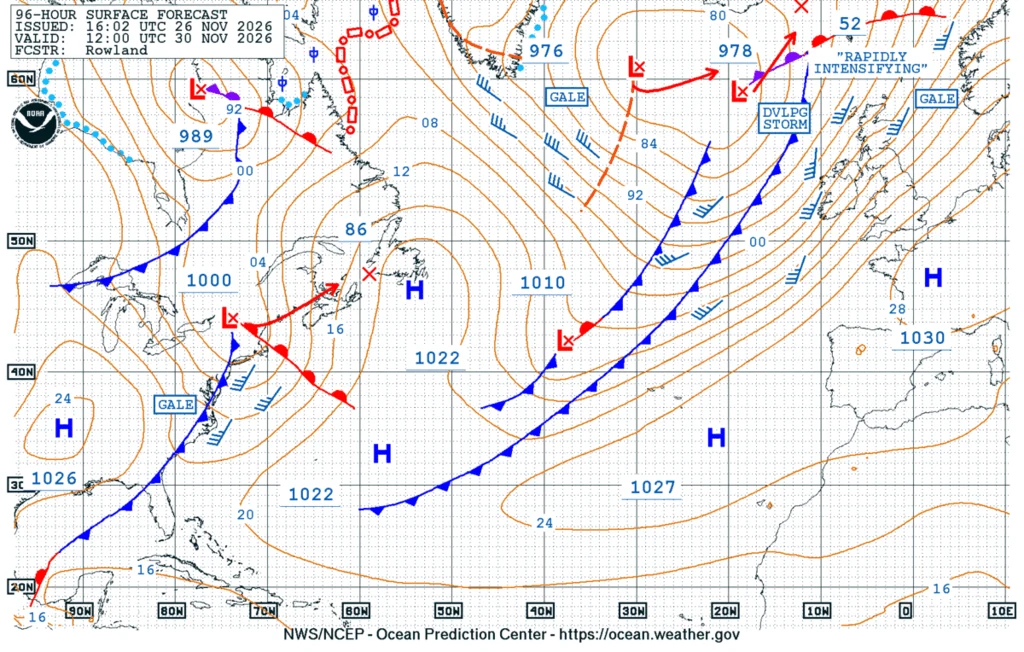 96-HOUR SURFACE FORECAST
ISSUED: 16:02 UTC 26 NOV 2026
VALID: 12:00 UTC 30 NOV 2026
FCSTR: Rowland
04
80
52
976
978
"RAPIDLY
INTENSIFYING"
60N
L
L
L
GALE
GALE
92
NOAA
08
DVLPG
STORM
989
84
00
12
92
86
50N
00
04
1000
1010
H
H
28
L
16
L
1030
1022
40N
24
GALE
H
H
H
1026
30N
1022
1027
20
24
16
20N
16
16
90W
80W
70W
60W
50W
40W
30W
20W
10W
0
10E
NWS/NCEP - Ocean Prediction Center - https://ocean.weather.gov